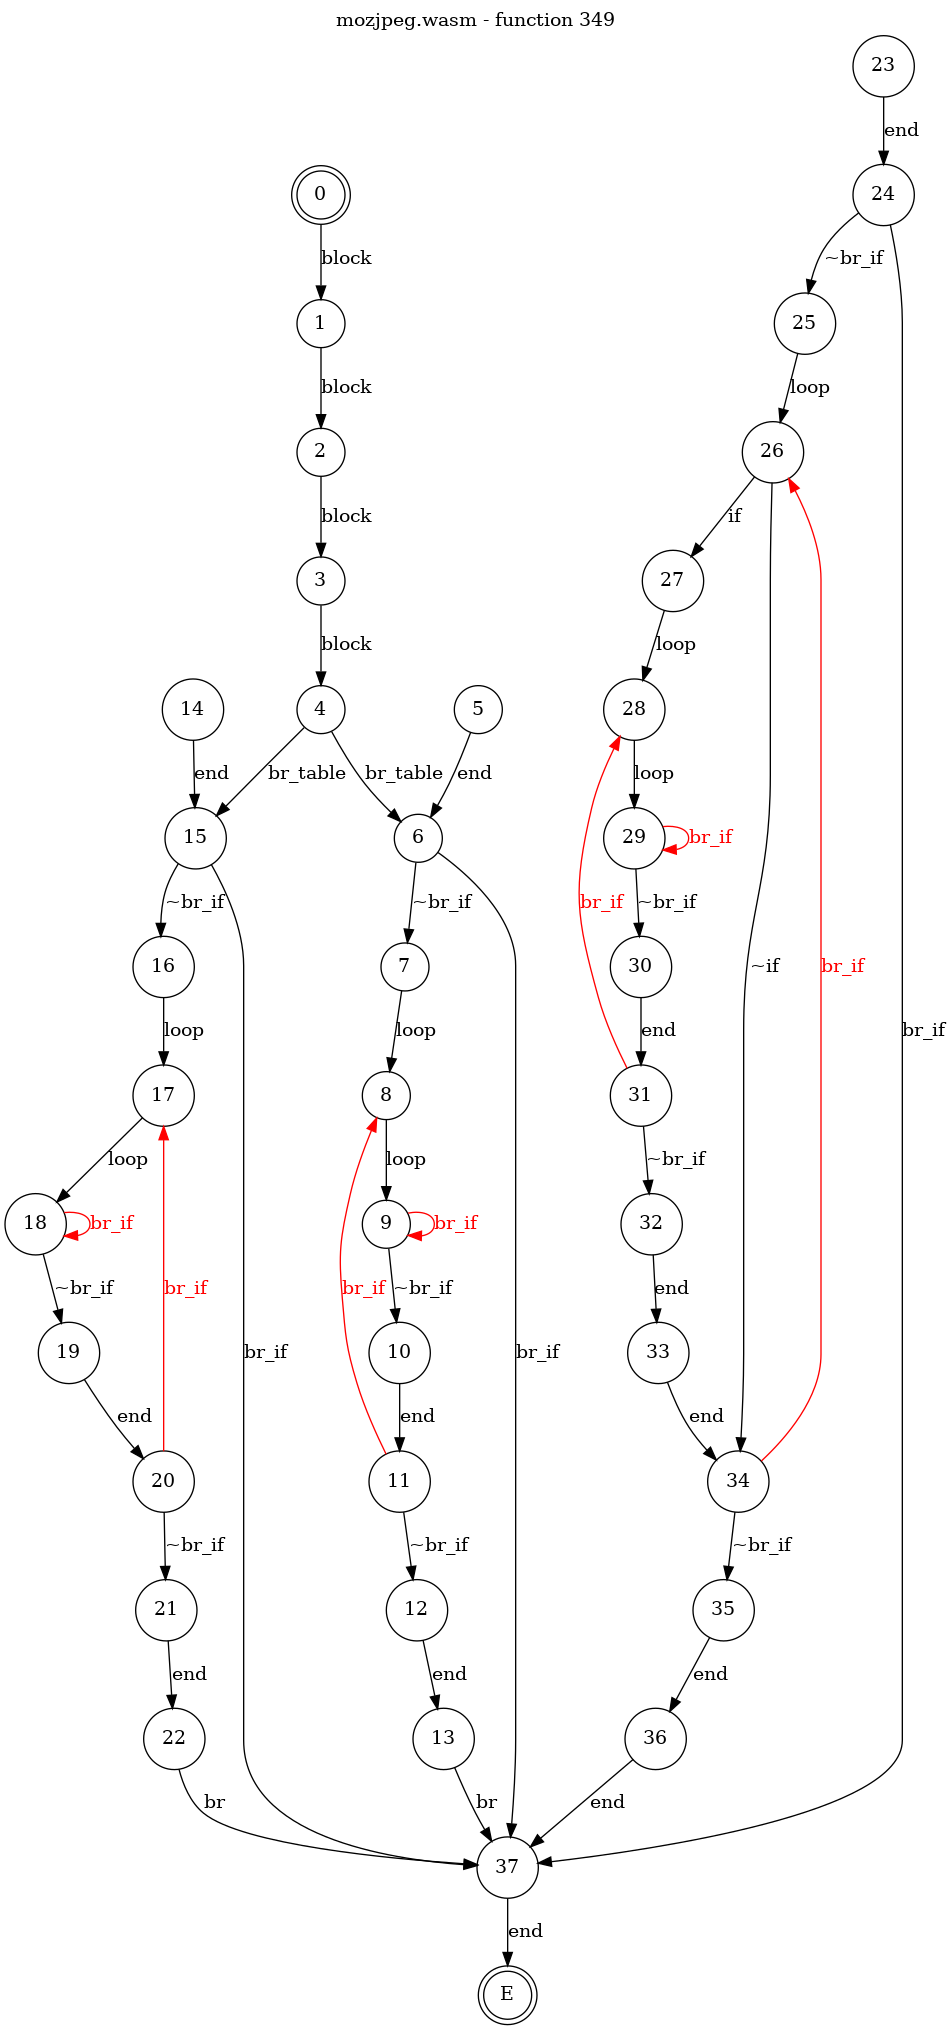 mozjpeg.wasm - function 349
23
end
0
24
block
~br_if
1
25
block
loop
2
26
block
if
3
27
block
loop
14
4
5
28
end
br_table
br_table
end
loop
15
6
29
br_if
~br_if
~br_if
br_if
~br_if
16
7
30
~if
br_if
loop
loop
end
br_if
17
8
31
loop
loop
~br_if
18
br_if
9
br_if
32
~br_if
br_if
br_if
~br_if
end
19
br_if
10
br_if
33
end
end
end
20
11
34
~br_if
~br_if
~br_if
21
12
35
end
end
end
22
13
36
br
br
end
37
end
E